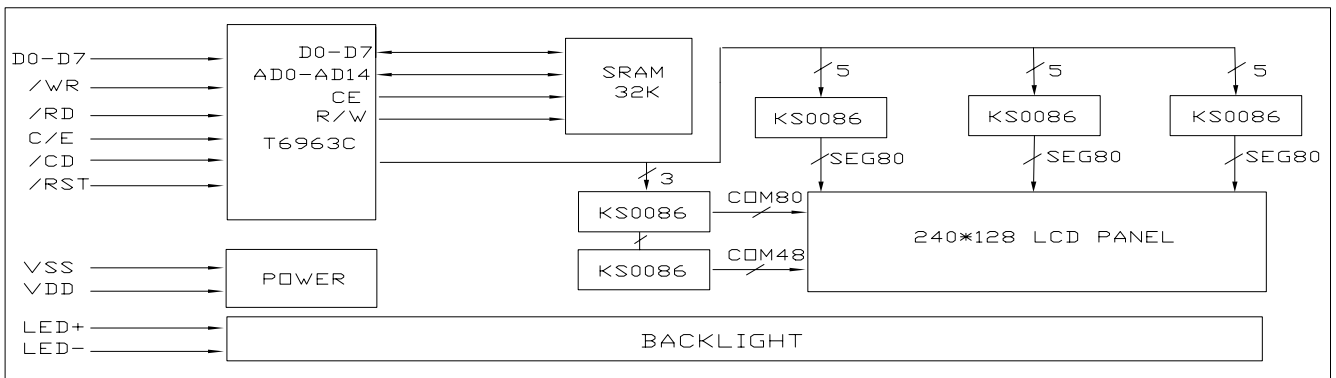 D0-D7
/WR
/RD
C/E
/CD
/RST
D0-D7
AD0-AD14
CE
R/W
T6963C
SRAM
32K
5
5
5
KS0086
KS0086
KS0086
SEG80
SEG80
SEG80
3
KS0086
KS0086
COM80
COM48
240*128 LCD PANEL
VSS
VDD
POWER
LED+
LED-
BACKLIGHT